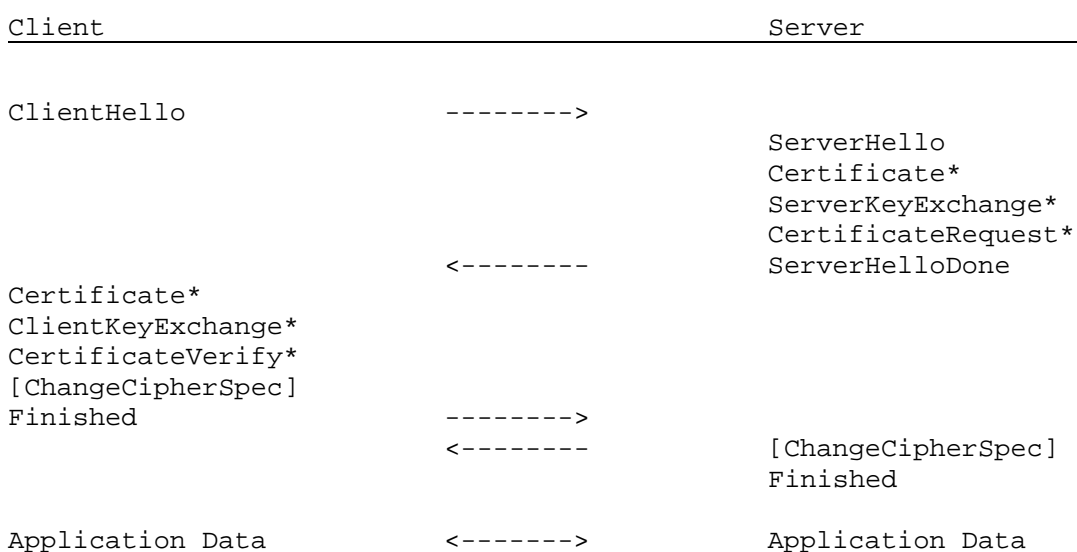 Client Server
ClientHello -------->
ServerHello
Certificate*
ServerKeyExchange*
CertificateRequest*
<-------- ServerHelloDone
Certificate*
ClientKeyExchange*
CertificateVerify*
[ChangeCipherSpec]
Finished -------->
<-------- [ChangeCipherSpec]
Finished
Application Data <-------> Application Data